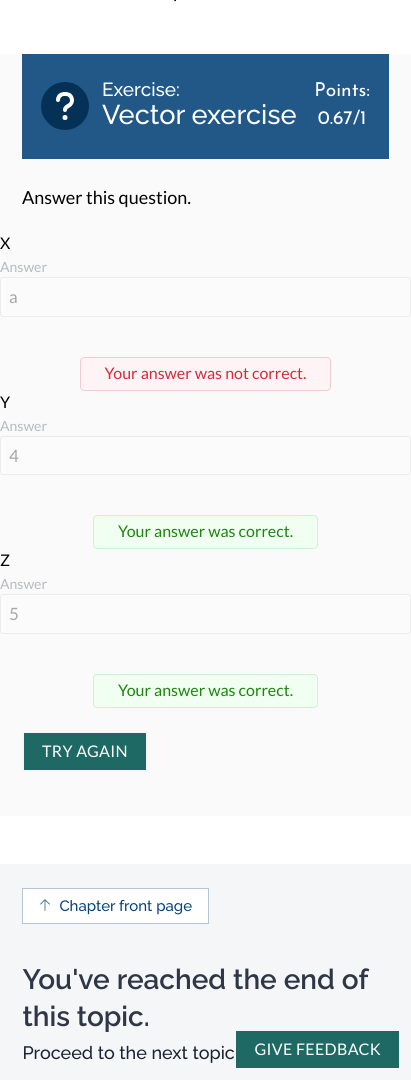 ?
Exercise:
Vector exercise
Points:
0.67/1
Answer this question.
X
Answer
a
Your answer was not correct.
Y
Answer
4
Your answer was correct.
Z
Answer
5
Your answer was correct.
TRY AGAIN
↑ Chapter front page
You've reached the end of
this topic.
Proceed to the next topic
GIVE FEEDBACK